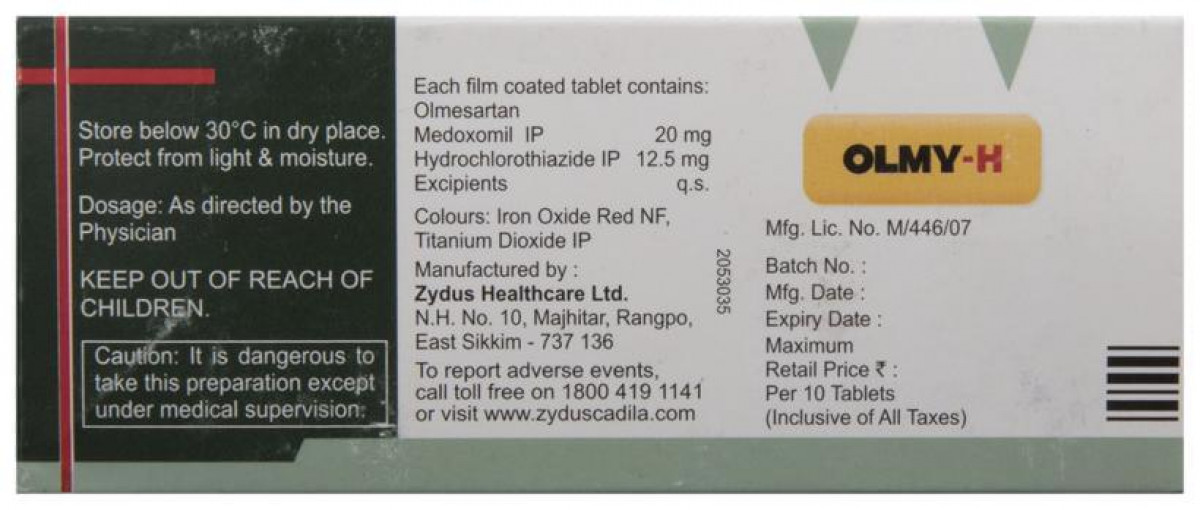 Store below 30°C in dry place.
Protect from light & moisture.
Dosage: As directed by the
Physician
KEEP OUT OF REACH OF
CHILDREN.
Caution: It is dangerous to
take this preparation except
under medical supervision.
Each film coated tablet contains:
Olmesartan
Medoxomil IP 20 mg
Hydrochlorothiazide IP 12.5 mg
Excipients q.s.
Colours: Iron Oxide Red NF,
Titanium Dioxide IP
Manufactured by :
Zydus Healthcare Ltd.
N.H. No. 10, Majhitar, Rangpo,
East Sikkim - 737 136
To report adverse events,
call toll free on 1800 419 1141
or visit www.zyduscadila.com
2053035
OLMY-H
Mfg. Lic. No. M/446/07
Batch No. :
Mfg. Date :
Expiry Date :
Maximum
Retail Price ₹ :
Per 10 Tablets
(Inclusive of All Taxes)